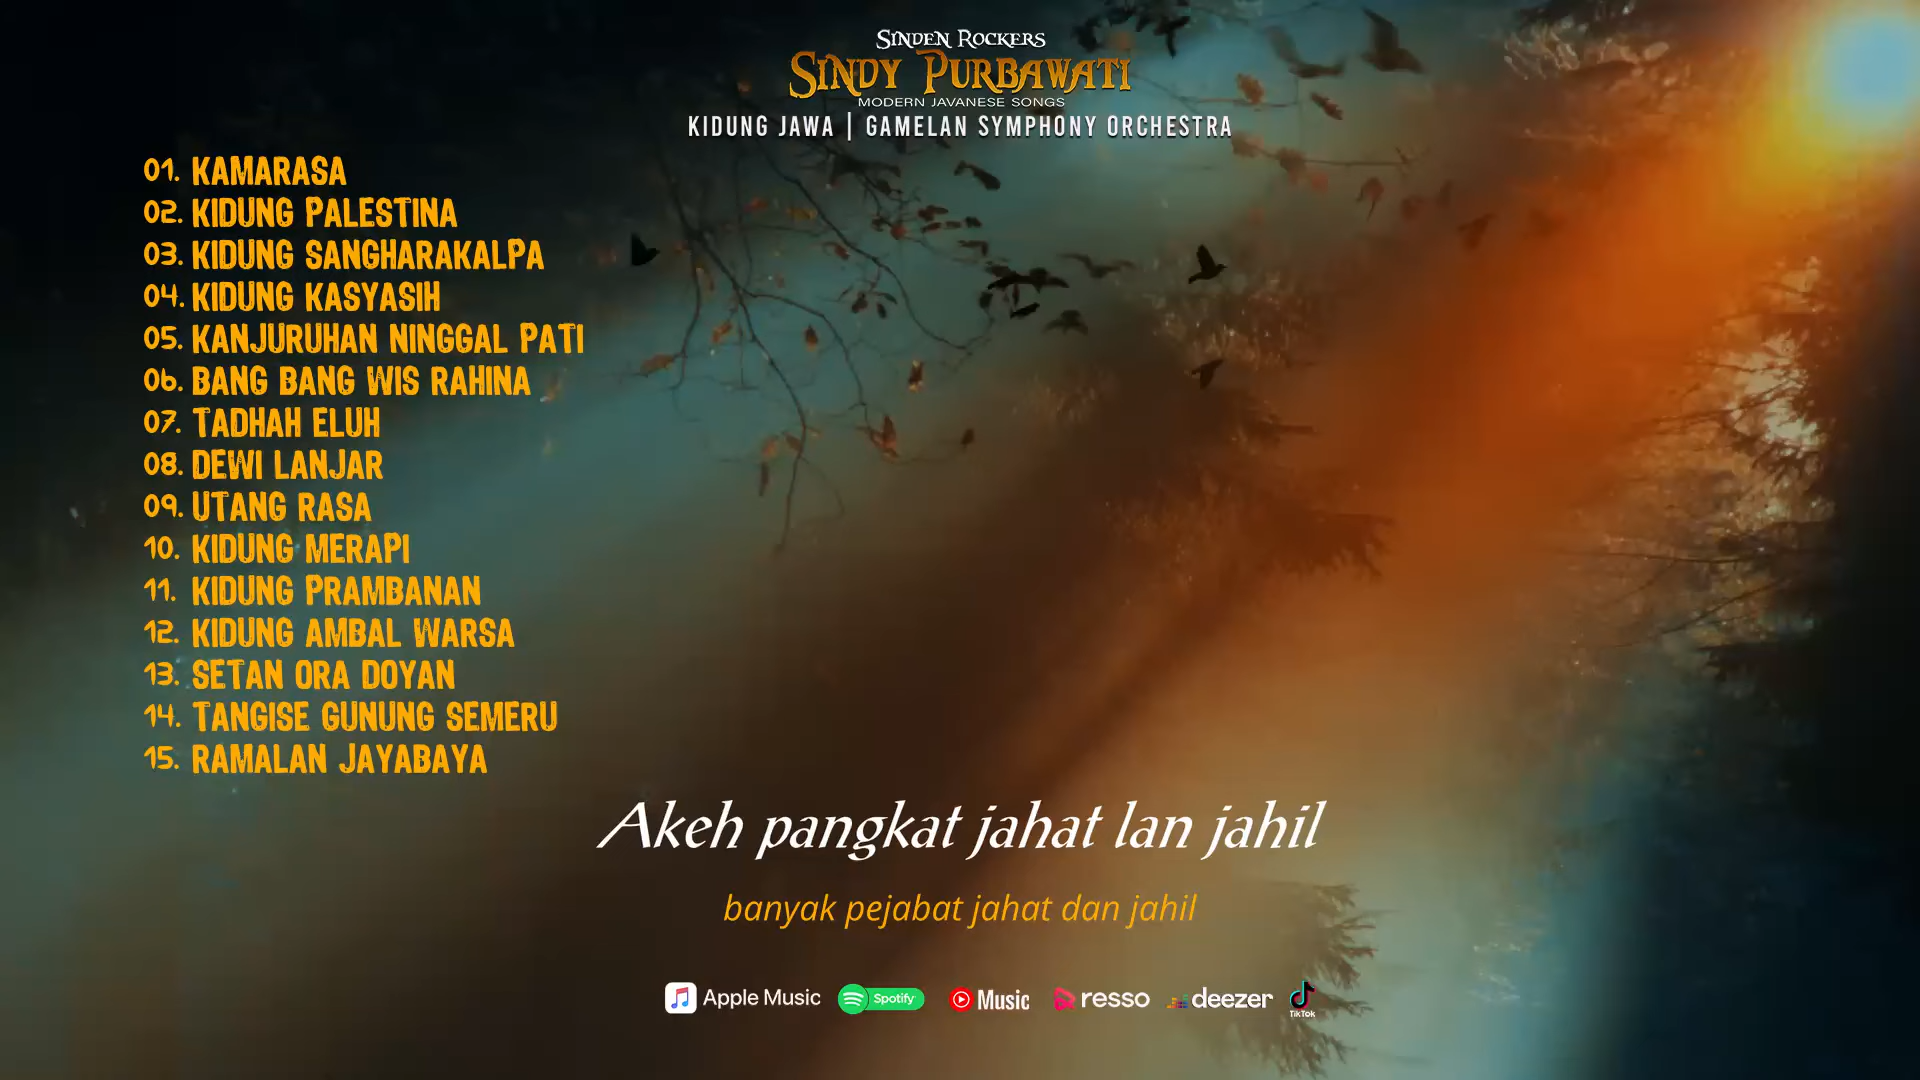 SINDEN ROCKERS
SINDY PURBAWATI
MODERN JAVANESE SONGS
KIDUNG JAWA | GAMELAN SYMPHONY ORCHESTRA
01. KAMARASA
02. KIDUNG PALESTINA
03. KIDUNG SANGHARAKALPA
04. KIDUNG KASYASIH
05. KANJURUHAN NINGGAL PATI
06. BANG BANG WIS RAHINA
07. TADHAH ELUH
08. DEWI LANJAR
09. UTANG RASA
10. KIDUNG MERAPI
11. KIDUNG PRAMBANAN
12. KIDUNG AMBAL WARSA
13. SETAN ORA DOYAN
14. TANGISE GUNUNG SEMERU
15. RAMALAN JAYABAYA
Akeh pangkat jahat lan jahil
banyak pejabat jahat dan jahil
Apple Music Spotify Music resso deezer TikTok